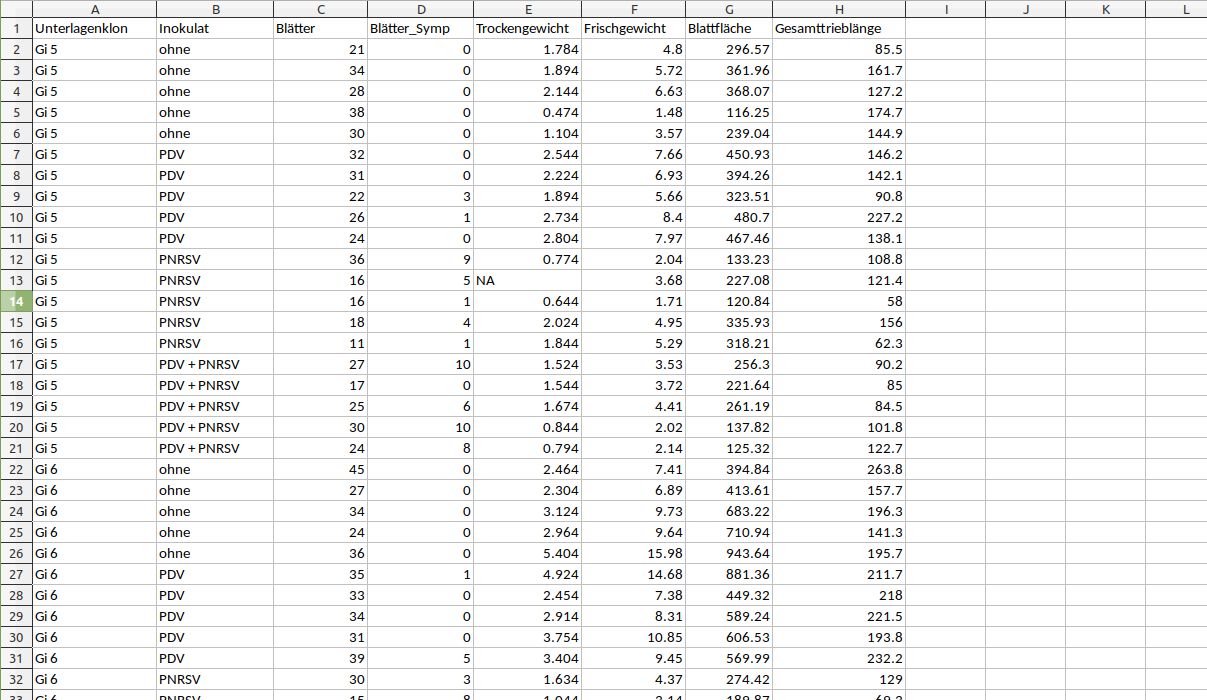 A B C D E F G H I J K L
1 Unterlagenklon Inokulat Blätter Blätter_Symp Trockengewicht Frischgewicht Blattfläche Gesamttrieblänge
2 Gi 5 ohne 21 0 1.784 4.8 296.57 85.5
3 Gi 5 ohne 34 0 1.894 5.72 361.96 161.7
4 Gi 5 ohne 28 0 2.144 6.63 368.07 127.2
5 Gi 5 ohne 38 0 0.474 1.48 116.25 174.7
6 Gi 5 ohne 30 0 1.104 3.57 239.04 144.9
7 Gi 5 PDV 32 0 2.544 7.66 450.93 146.2
8 Gi 5 PDV 31 0 2.224 6.93 394.26 142.1
9 Gi 5 PDV 22 3 1.894 5.66 323.51 90.8
10 Gi 5 PDV 26 1 2.734 8.4 480.7 227.2
11 Gi 5 PDV 24 0 2.804 7.97 467.46 138.1
12 Gi 5 PNRSV 36 9 0.774 2.04 133.23 108.8
13 Gi 5 PNRSV 16 5 NA 3.68 227.08 121.4
14 Gi 5 PNRSV 16 1 0.644 1.71 120.84 58
15 Gi 5 PNRSV 18 4 2.024 4.95 335.93 156
16 Gi 5 PNRSV 11 1 1.844 5.29 318.21 62.3
17 Gi 5 PDV + PNRSV 27 10 1.524 3.53 256.3 90.2
18 Gi 5 PDV + PNRSV 17 0 1.544 3.72 221.64 85
19 Gi 5 PDV + PNRSV 25 6 1.674 4.41 261.19 84.5
20 Gi 5 PDV + PNRSV 30 10 0.844 2.02 137.82 101.8
21 Gi 5 PDV + PNRSV 24 8 0.794 2.14 125.32 122.7
22 Gi 6 ohne 45 0 2.464 7.41 394.84 263.8
23 Gi 6 ohne 27 0 2.304 6.89 413.61 157.7
24 Gi 6 ohne 34 0 3.124 9.73 683.22 196.3
25 Gi 6 ohne 24 0 2.964 9.64 710.94 141.3
26 Gi 6 ohne 36 0 5.404 15.98 943.64 195.7
27 Gi 6 PDV 35 1 4.924 14.68 881.36 211.7
28 Gi 6 PDV 33 0 2.454 7.38 449.32 218
29 Gi 6 PDV 34 0 2.914 8.31 589.24 221.5
30 Gi 6 PDV 31 0 3.754 10.85 606.53 193.8
31 Gi 6 PDV 39 5 3.404 9.45 569.99 232.2
32 Gi 6 PNRSV 30 3 1.634 4.37 274.42 129
33 Gi 6 PNRSV 15